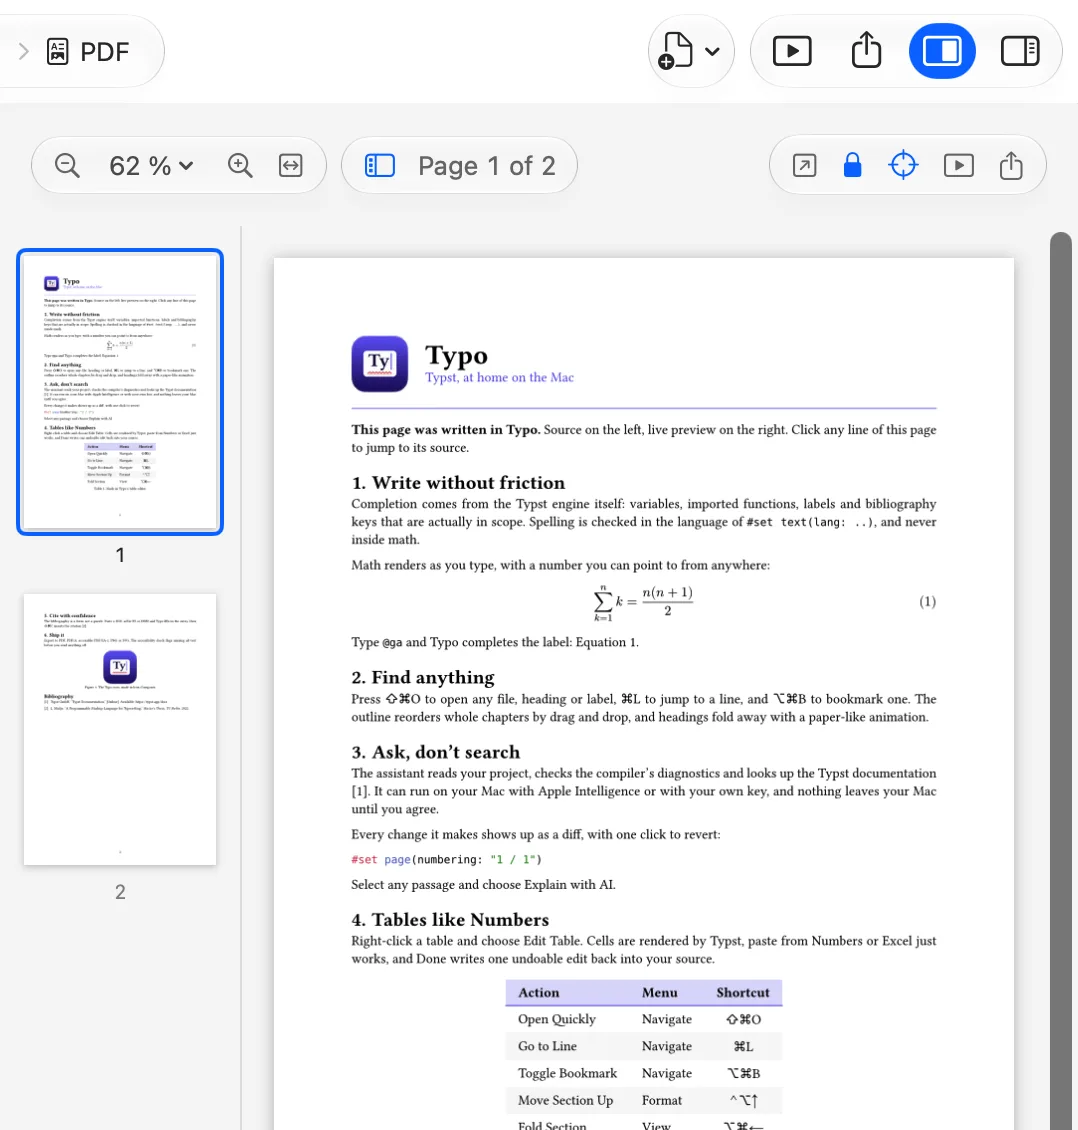 PDF
62 %
Page 1 of 2
1
2
Ty
Typo
Typst, at home on the Mac
This page was written in Typo. Source on the left, live preview on the right. Click any line of this page
to jump to its source.
1. Write without friction
Completion comes from the Typst engine itself: variables, imported functions, labels and bibliography
keys that are actually in scope. Spelling is checked in the language of #set text(lang: ..), and never
inside math.
Math renders as you type, with a number you can point to from anywhere:
∑_{k=1}^{n} k = n(n + 1)/2 (1)
Type @ga and Typo completes the label: Equation 1.
2. Find anything
Press ⇧⌘O to open any file, heading or label, ⌘L to jump to a line, and ⌥⌘B to bookmark one. The
outline reorders whole chapters by drag and drop, and headings fold away with a paper-like animation.
3. Ask, don’t search
The assistant reads your project, checks the compiler’s diagnostics and looks up the Typst documentation
[1]. It can run on your Mac with Apple Intelligence or with your own key, and nothing leaves your Mac
until you agree.
Every change it makes shows up as a diff, with one click to revert:
#set page(numbering: "1 / 1")
Select any passage and choose Explain with AI.
4. Tables like Numbers
Right-click a table and choose Edit Table. Cells are rendered by Typst, paste from Numbers or Excel just
works, and Done writes one undoable edit back into your source.
Action Menu Shortcut
Open Quickly Navigate ⇧⌘O
Go to Line Navigate ⌘L
Toggle Bookmark Navigate ⌥⌘B
Move Section Up Format ^⌥↑
Fold Section View ⌥⌘←